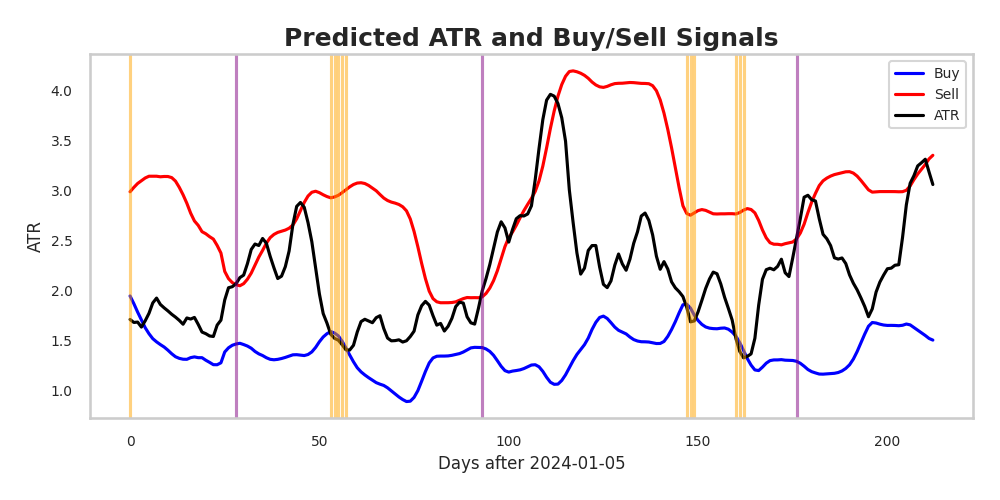 Predicted ATR and Buy/Sell Signals
Buy
Sell
ATR
4.0
3.5
3.0
2.5
2.0
1.5
1.0
ATR
0
50
100
150
200
Days after 2024-01-05